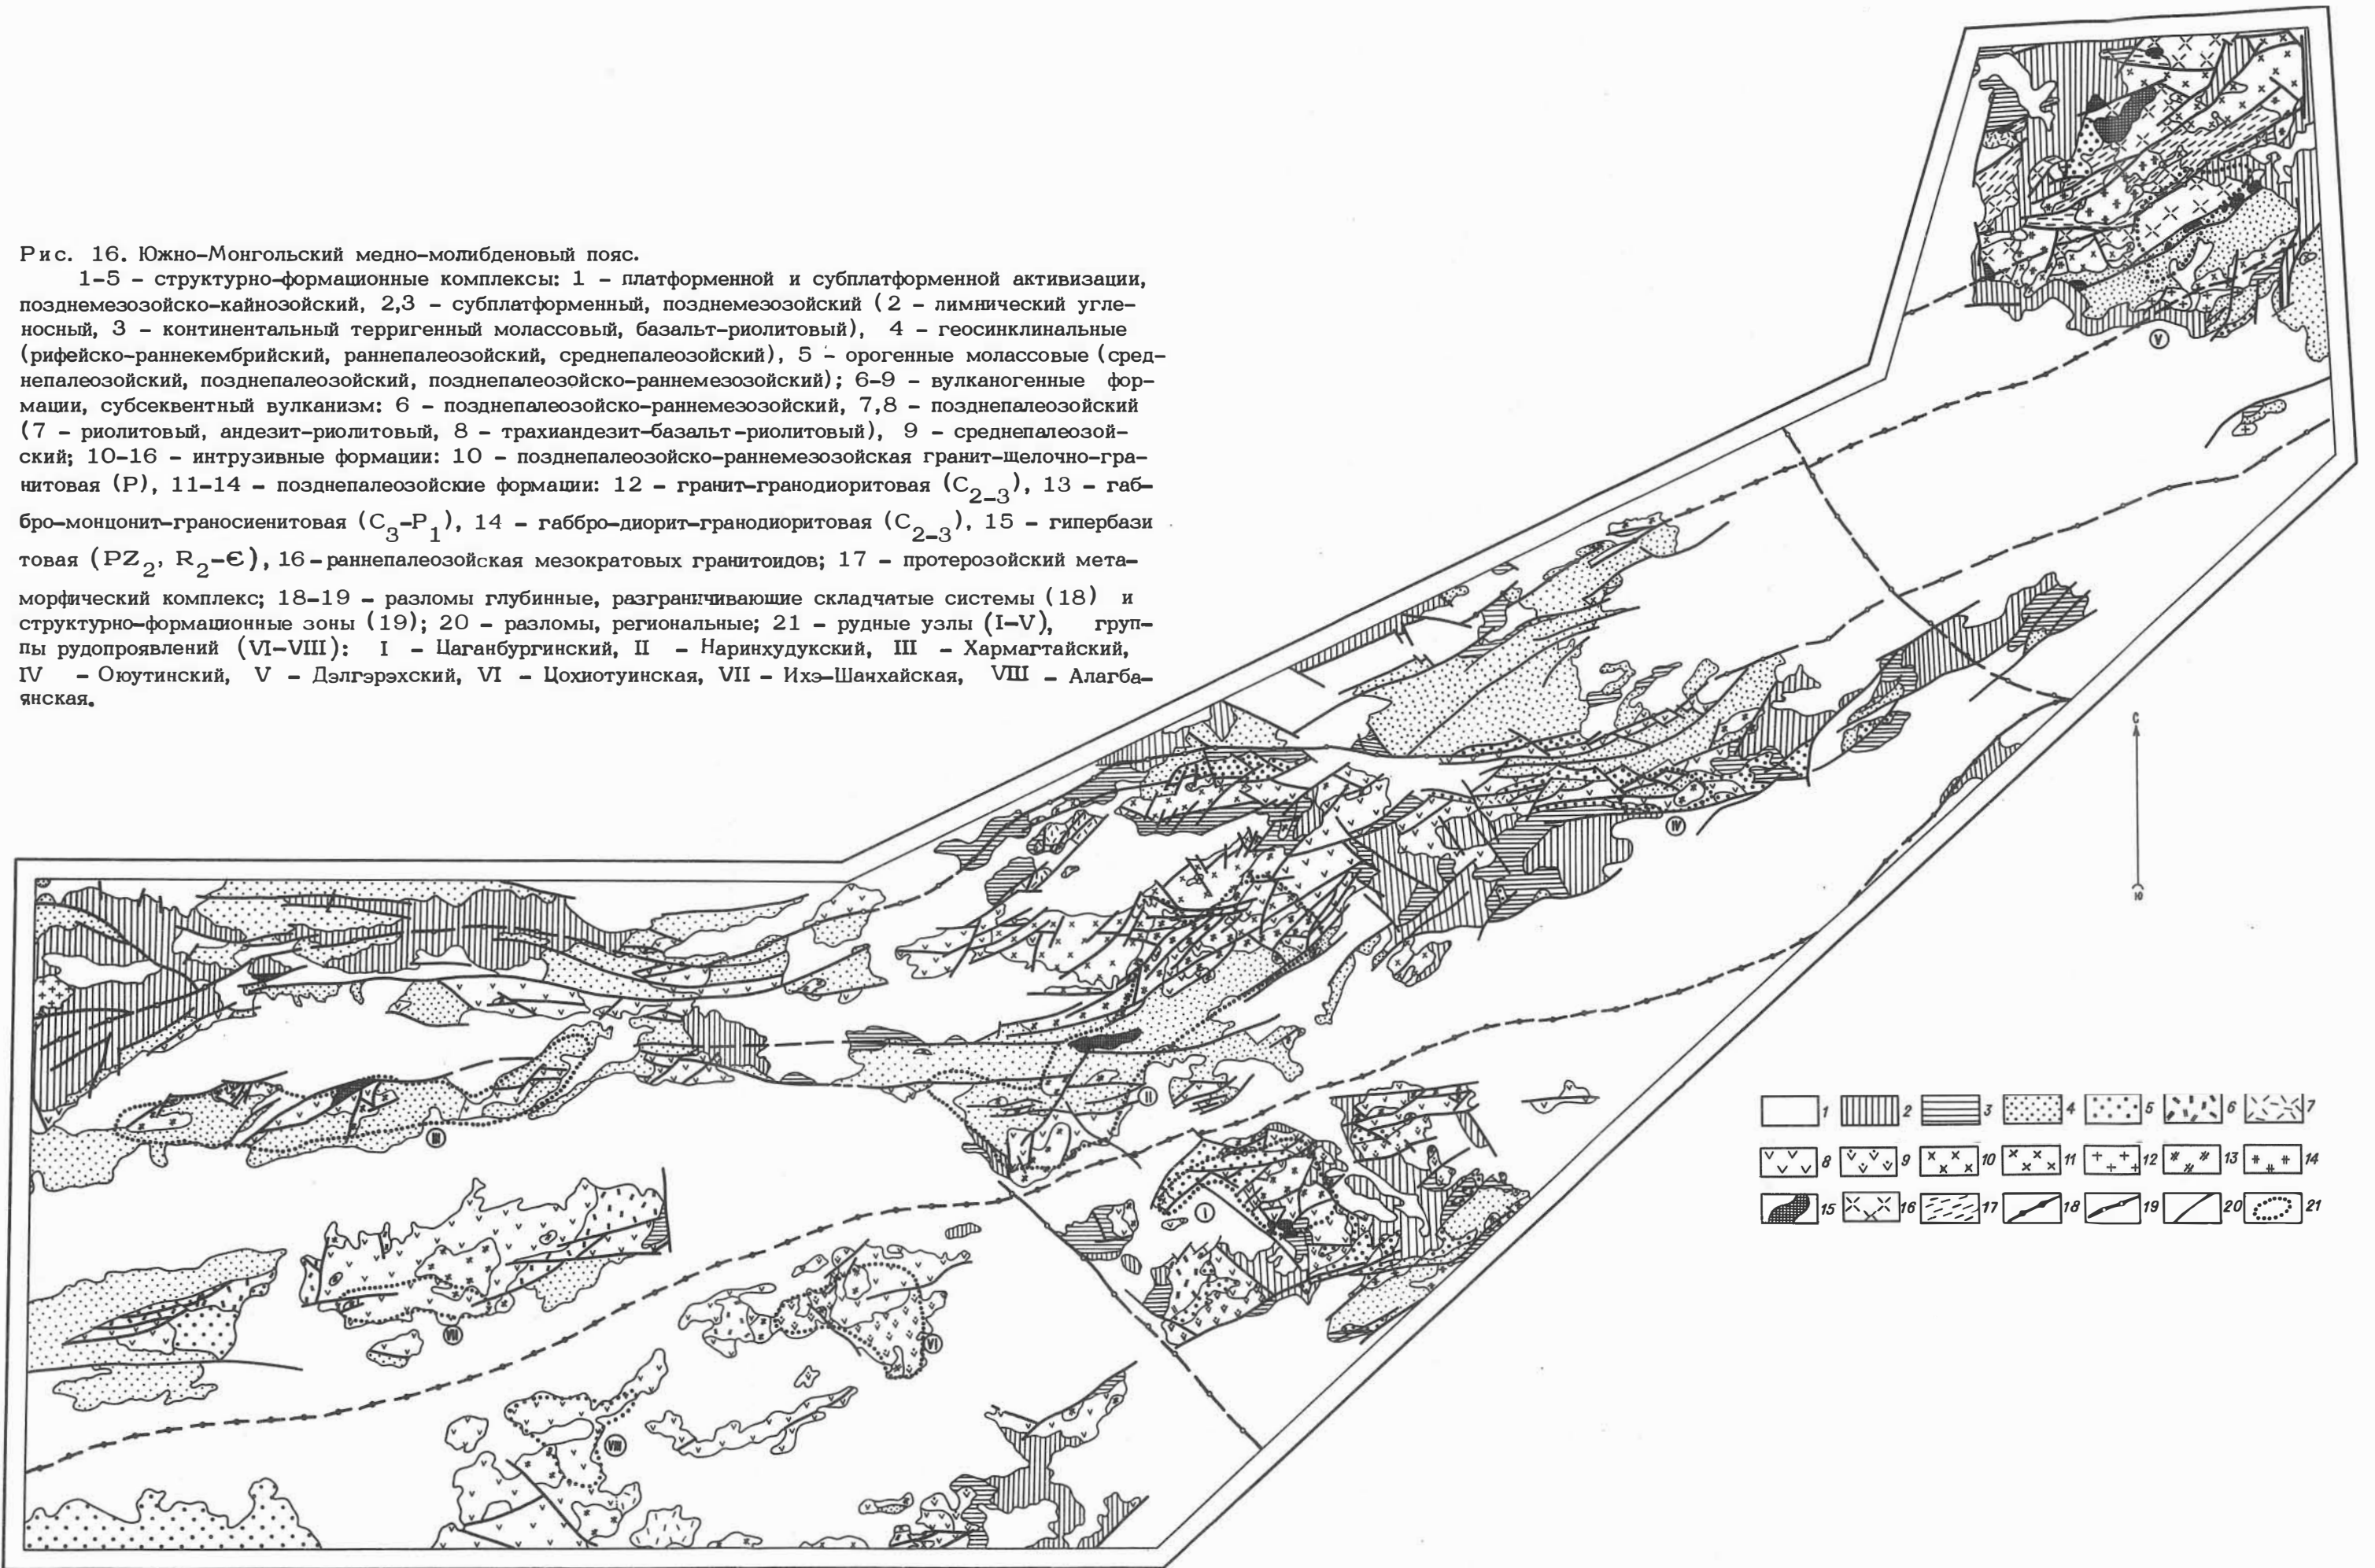 Рис. 16. Южно-Монгольский медно-молибденовый пояс.
1-5 - структурно-формационные комплексы: 1 - платформенной и субплатформенной активизации,
позднемезозойско-кайнозойский, 2,3 - субплатформенный, позднемезозойский (2 - лимнический угле-
носный, 3 - континентальный терригенный молассовый, базальт-риолитовый), 4 - геосинклинальные
(рифейско-раннекембрийский, раннепалеозойский, среднепалеозойский), 5 - орогенные молассовые (сред-
непалеозойский, позднепалеозойский, позднепалеозойско-раннемезозойский); 6-9 - вулканогенные фор-
мации, субсеквентный вулканизм: 6 - позднепалеозойско-раннемезозойский, 7,8 - позднепалеозойский
(7 - риолитовый, андезит-риолитовый, 8 - трахиандезит-базальт-риолитовый), 9 - среднепалеозой-
ский; 10-16 - интрузивные формации: 10 - позднепалеозойско-раннемезозойская гранит-щелочно-гра-
нитовая (Р), 11-14 - позднепалеозойские формации: 12 - гранит-гранодиоритовая (C₂₋₃), 13 - габ-
бро-монцонит-граносиенитовая (C₃-P₁), 14 - габбро-диорит-гранодиоритовая (C₂₋₃), 15 - гипербази
товая (PZ₂, R₂-Є), 16 - раннепалеозойская мезократовых гранитоидов; 17 - протерозойский мета-
морфический комплекс; 18-19 - разломы глубинные, разграничивающие складчатые системы (18) и
структурно-формационные зоны (19); 20 - разломы, региональные; 21 - рудные узлы (I-V), груп-
пы рудопроявлений (VI-VIII): I - Цаганбургинский, II - Наринхудукский, III - Хармагтайский,
IV - Оюутинский, V - Дэлгэрэхский, VI - Цохиотуинская, VII - Ихэ-Шанхайская, VIII - Алагба-
янская.
V
IV
С
Ю
II
III
I
VII
VI
VIII
1 2 3 4 5 6 7
8 9 10 11 12 13 14
15 16 17 18 19 20 21